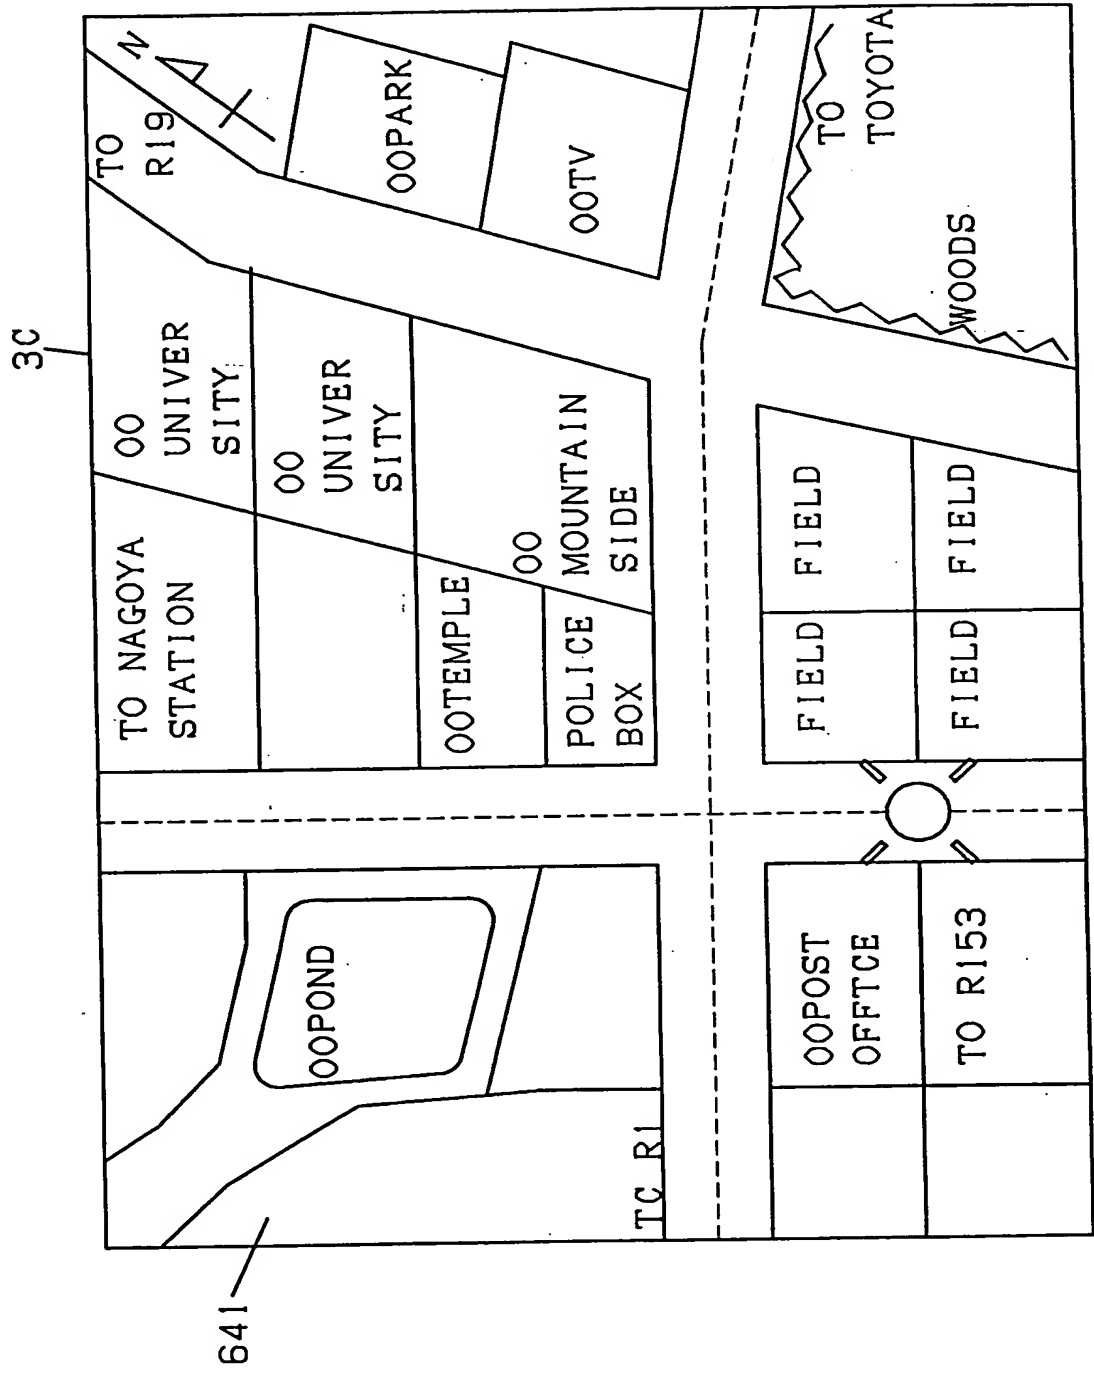 3C
641
TO
R19
N
OOPARK
OOTV
TO
TOYOTA
WOODS
OO
UNIVER
SITY
OO
UNIVER
SITY
OO
MOUNTAIN
SIDE
TO NAGOYA
STATION
OOTEMPLE
POLICE
BOX
FIELD
FIELD
FIELD
FIELD
OOPOND
TC R1
OOPOST
OFFTCE
TO R153